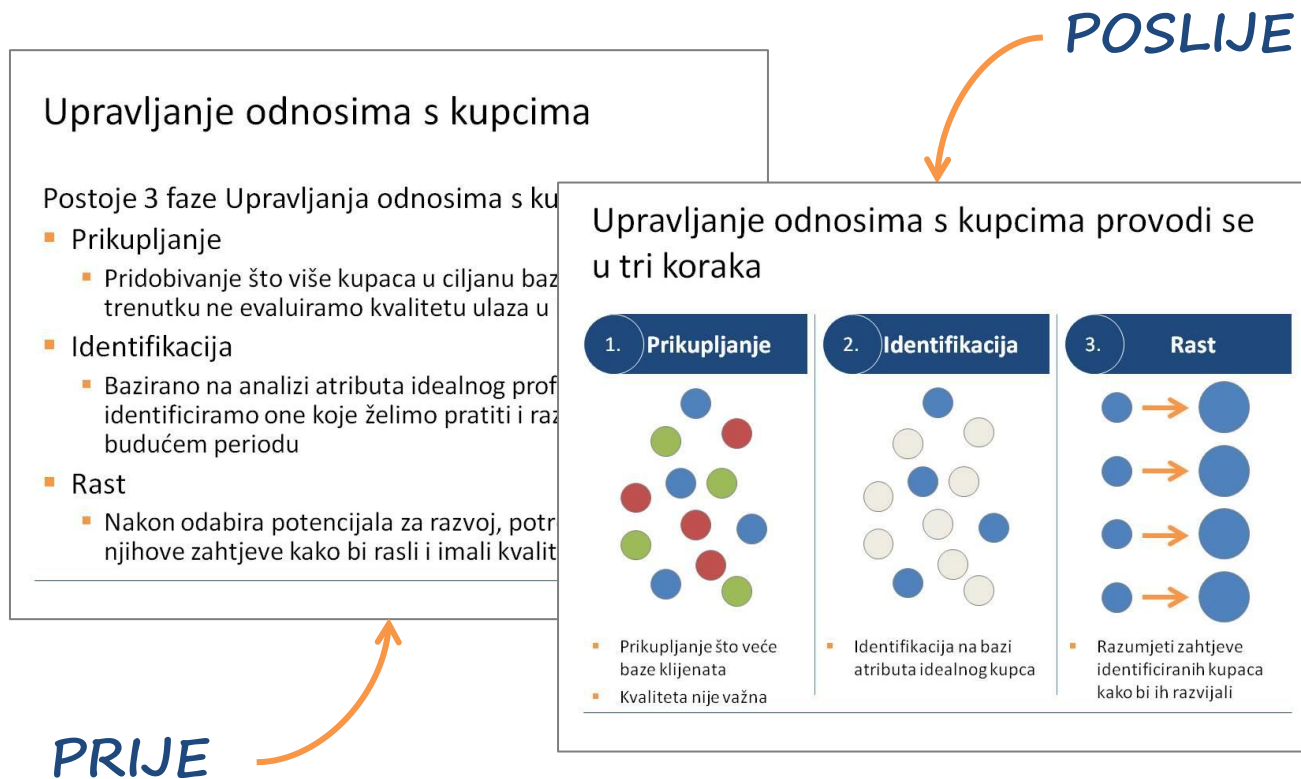 POSLIJE
Upravljanje odnosima s kupcima
Postoje 3 faze Upravljanja odnosima s ku
▪ Prikupljanje
▪ Pridobivanje što više kupaca u ciljanu baz
trenutku ne evaluiramo kvalitetu ulaza u
▪ Identifikacija
▪ Bazirano na analizi atributa idealnog prof
identificiramo one koje želimo pratiti i raz
budućem periodu
▪ Rast
▪ Nakon odabira potencijala za razvoj, potr
njihove zahtjeve kako bi rasli i imali kvalit
Upravljanje odnosima s kupcima provodi se
u tri koraka
1. Prikupljanje
▪ Prikupljanje što veće
baze klijenata
▪ Kvaliteta nije važna
2. Identifikacija
▪ Identifikacija na bazi
atributa idealnog kupca
3. Rast
▪ Razumjeti zahtjeve
identificiranih kupaca
kako bi ih razvijali
PRIJE